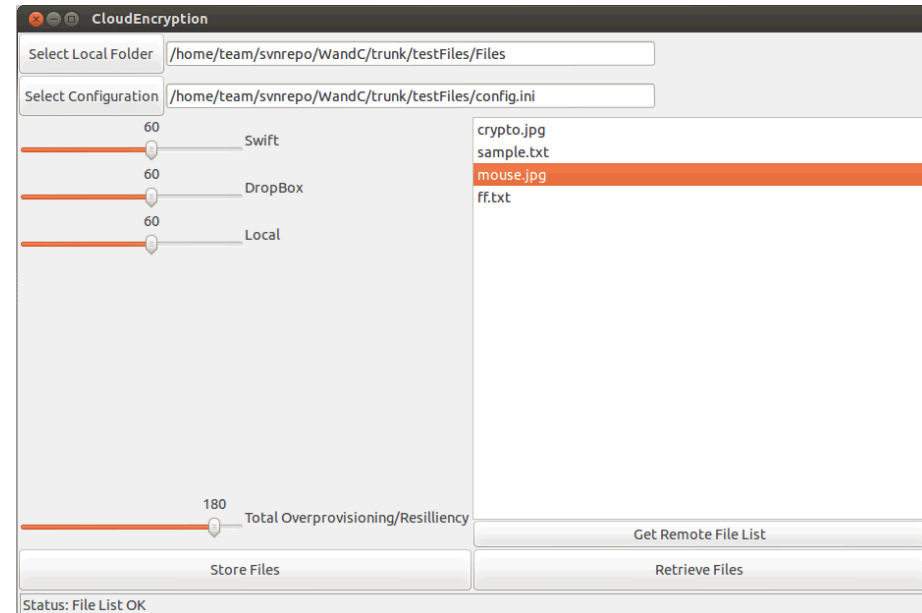 CloudEncryption
Select Local Folder /home/team/svnrepo/WandC/trunk/testFiles/Files
Select Configuration /home/team/svnrepo/WandC/trunk/testFiles/config.ini
60
Swift
60
DropBox
60
Local
crypto.jpg
sample.txt
mouse.jpg
ff.txt
180
Total Overprovisioning/Resilliency
Get Remote File List
Store Files
Retrieve Files
Status: File List OK